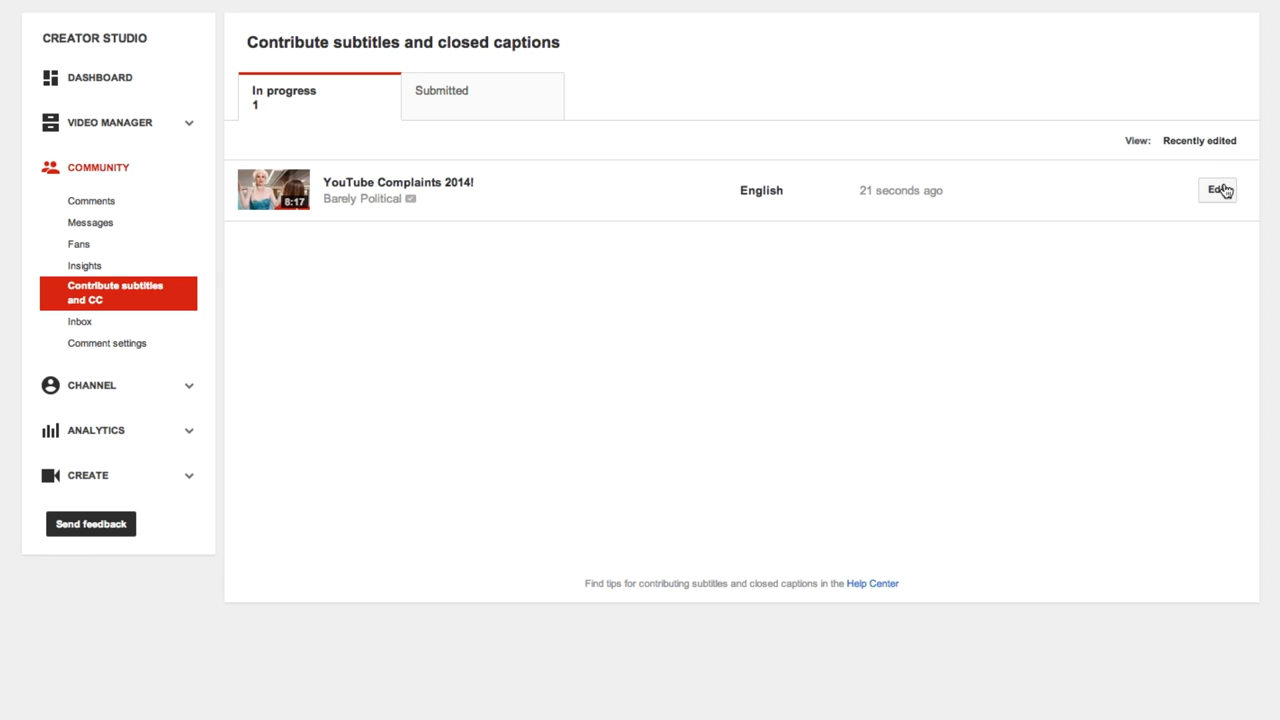 CREATOR STUDIO
DASHBOARD
VIDEO MANAGER
COMMUNITY
Comments
Messages
Fans
Insights
Contribute subtitles
and CC
Inbox
Comment settings
CHANNEL
ANALYTICS
CREATE
Send feedback
Contribute subtitles and closed captions
In progress
1
Submitted
View: Recently edited
8:17
YouTube Complaints 2014!
Barely Political
English
21 seconds ago
Edit
Find tips for contributing subtitles and closed captions in the Help Center